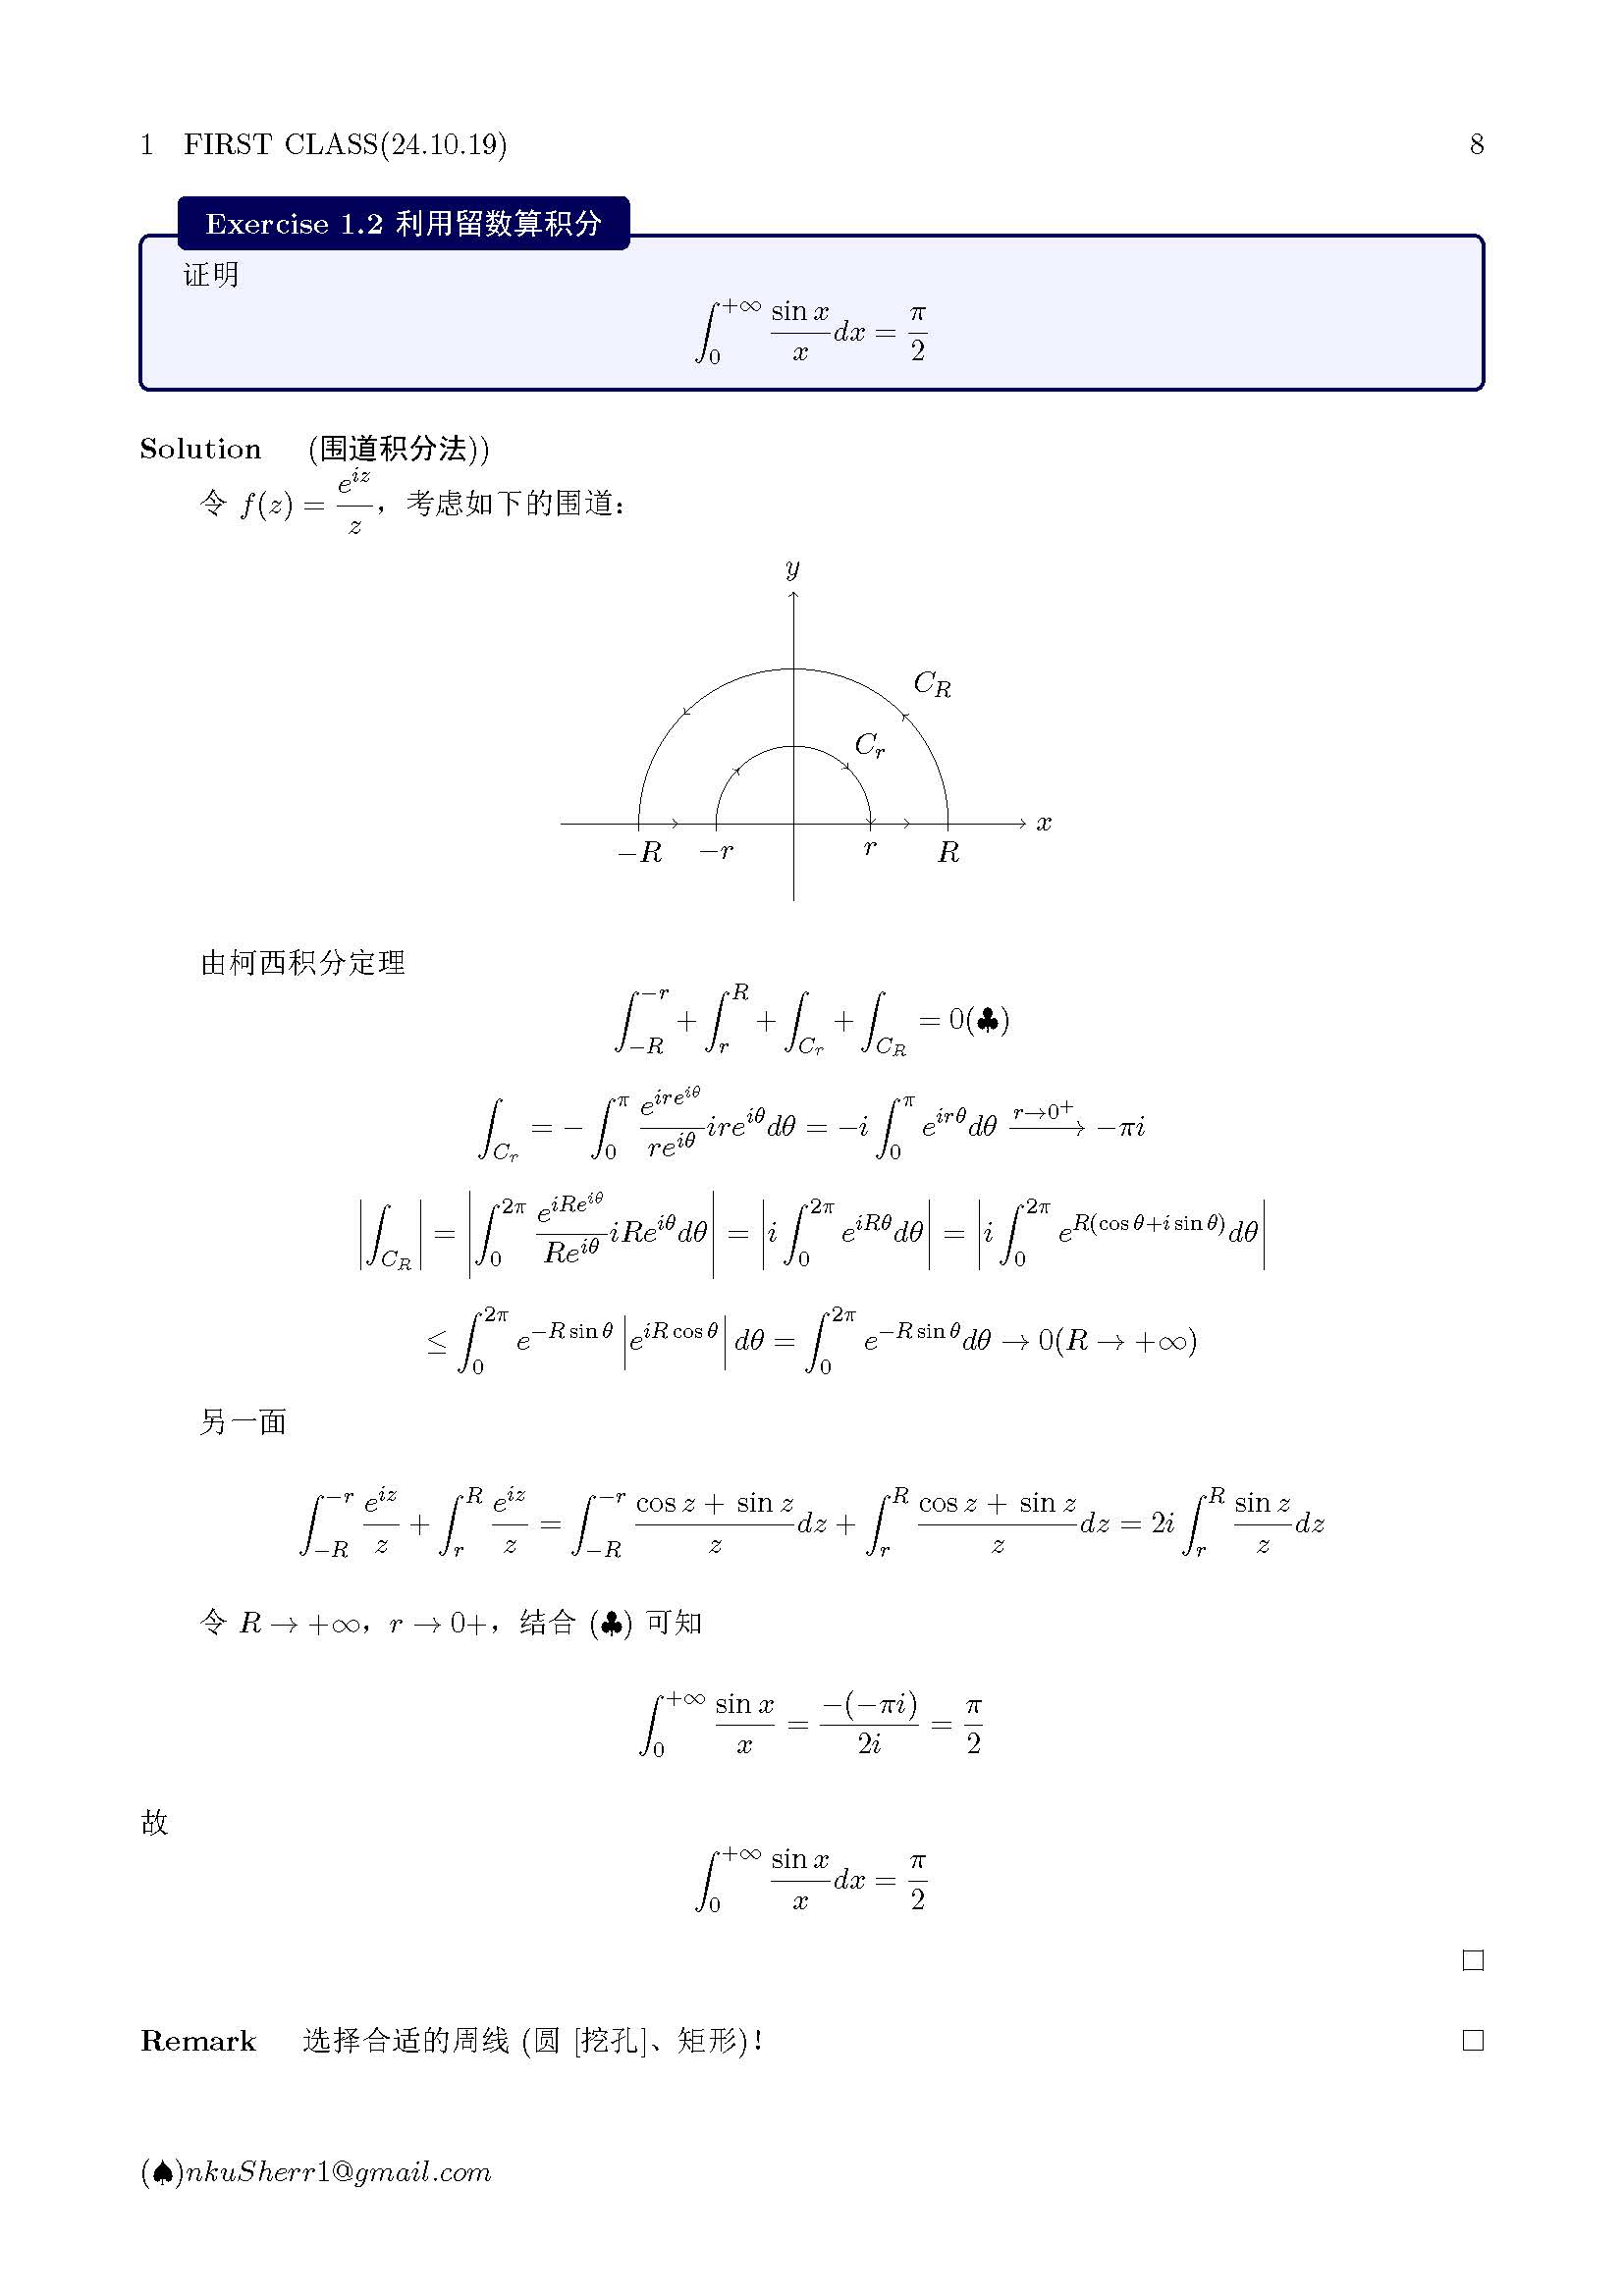 1 FIRST CLASS(24.10.19) 8
Exercise 1.2 利用留数算积分
证明
$\int_0^{+\infty} \frac{\sin x}{x} dx = \frac{\pi}{2}$
Solution (围道积分法))
令 $f(z) = \frac{e^{iz}}{z}$，考虑如下的围道：
y
$C_R$
$C_r$
x
$-R$ $-r$ $r$ $R$
由柯西积分定理
$\int_{-R}^{-r} + \int_r^R + \int_{C_r} + \int_{C_R} = 0(♣)$
$\int_{C_r} = -\int_0^{\pi} \frac{e^{ire^{i\theta}}}{re^{i\theta}} ire^{i\theta} d\theta = -i \int_0^{\pi} e^{ir\theta} d\theta \xrightarrow{r \to 0^+} -\pi i$
$\left| \int_{C_R} \right| = \left| \int_0^{2\pi} \frac{e^{iRe^{i\theta}}}{Re^{i\theta}} iRe^{i\theta} d\theta \right| = \left| i \int_0^{2\pi} e^{iR\theta} d\theta \right| = \left| i \int_0^{2\pi} e^{R(\cos\theta + i\sin\theta)} d\theta \right|$
$\leq \int_0^{2\pi} e^{-R\sin\theta} \left| e^{iR\cos\theta} \right| d\theta = \int_0^{2\pi} e^{-R\sin\theta} d\theta \to 0 (R \to +\infty)$
另一面
$\int_{-R}^{-r} \frac{e^{iz}}{z} + \int_r^R \frac{e^{iz}}{z} = \int_{-R}^{-r} \frac{\cos z + \sin z}{z} dz + \int_r^R \frac{\cos z + \sin z}{z} dz = 2i \int_r^R \frac{\sin z}{z} dz$
令 $R \to +\infty$，$r \to 0+$，结合 (♣) 可知
$\int_0^{+\infty} \frac{\sin x}{x} = \frac{-(-\pi i)}{2i} = \frac{\pi}{2}$
故
$\int_0^{+\infty} \frac{\sin x}{x} dx = \frac{\pi}{2}$
□
Remark 选择合适的周线 (圆 [挖孔]、矩形)! □
(♠)nkuSherr1@gmail.com